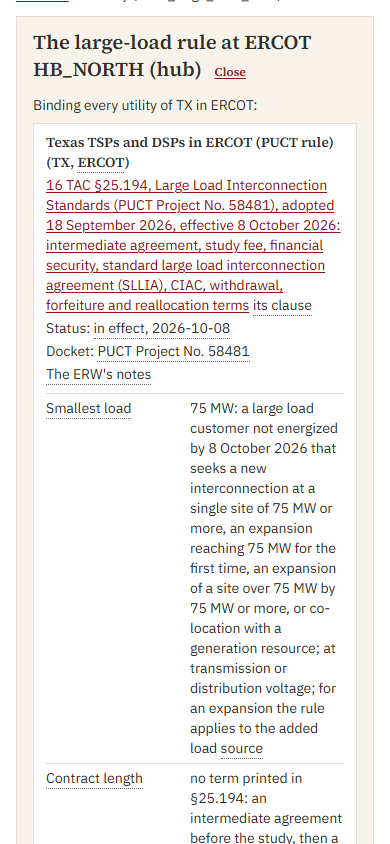 The large-load rule at ERCOT
HB_NORTH (hub) Close
Binding every utility of TX in ERCOT:
Texas TSPs and DSPs in ERCOT (PUCT rule)
(TX, ERCOT)
16 TAC §25.194, Large Load Interconnection
Standards (PUCT Project No. 58481), adopted
18 September 2026, effective 8 October 2026:
intermediate agreement, study fee, financial
security, standard large load interconnection
agreement (SLLIA), CIAC, withdrawal,
forfeiture and reallocation terms its clause
Status: in effect, 2026-10-08
Docket: PUCT Project No. 58481
The ERW's notes
Smallest load
75 MW: a large load
customer not energized
by 8 October 2026 that
seeks a new
interconnection at a
single site of 75 MW or
more, an expansion
reaching 75 MW for the
first time, an expansion
of a site over 75 MW by
75 MW or more, or co-
location with a
generation resource; at
transmission or
distribution voltage; for
an expansion the rule
applies to the added
load source
Contract length
no term printed in
§25.194: an
intermediate agreement
before the study, then a